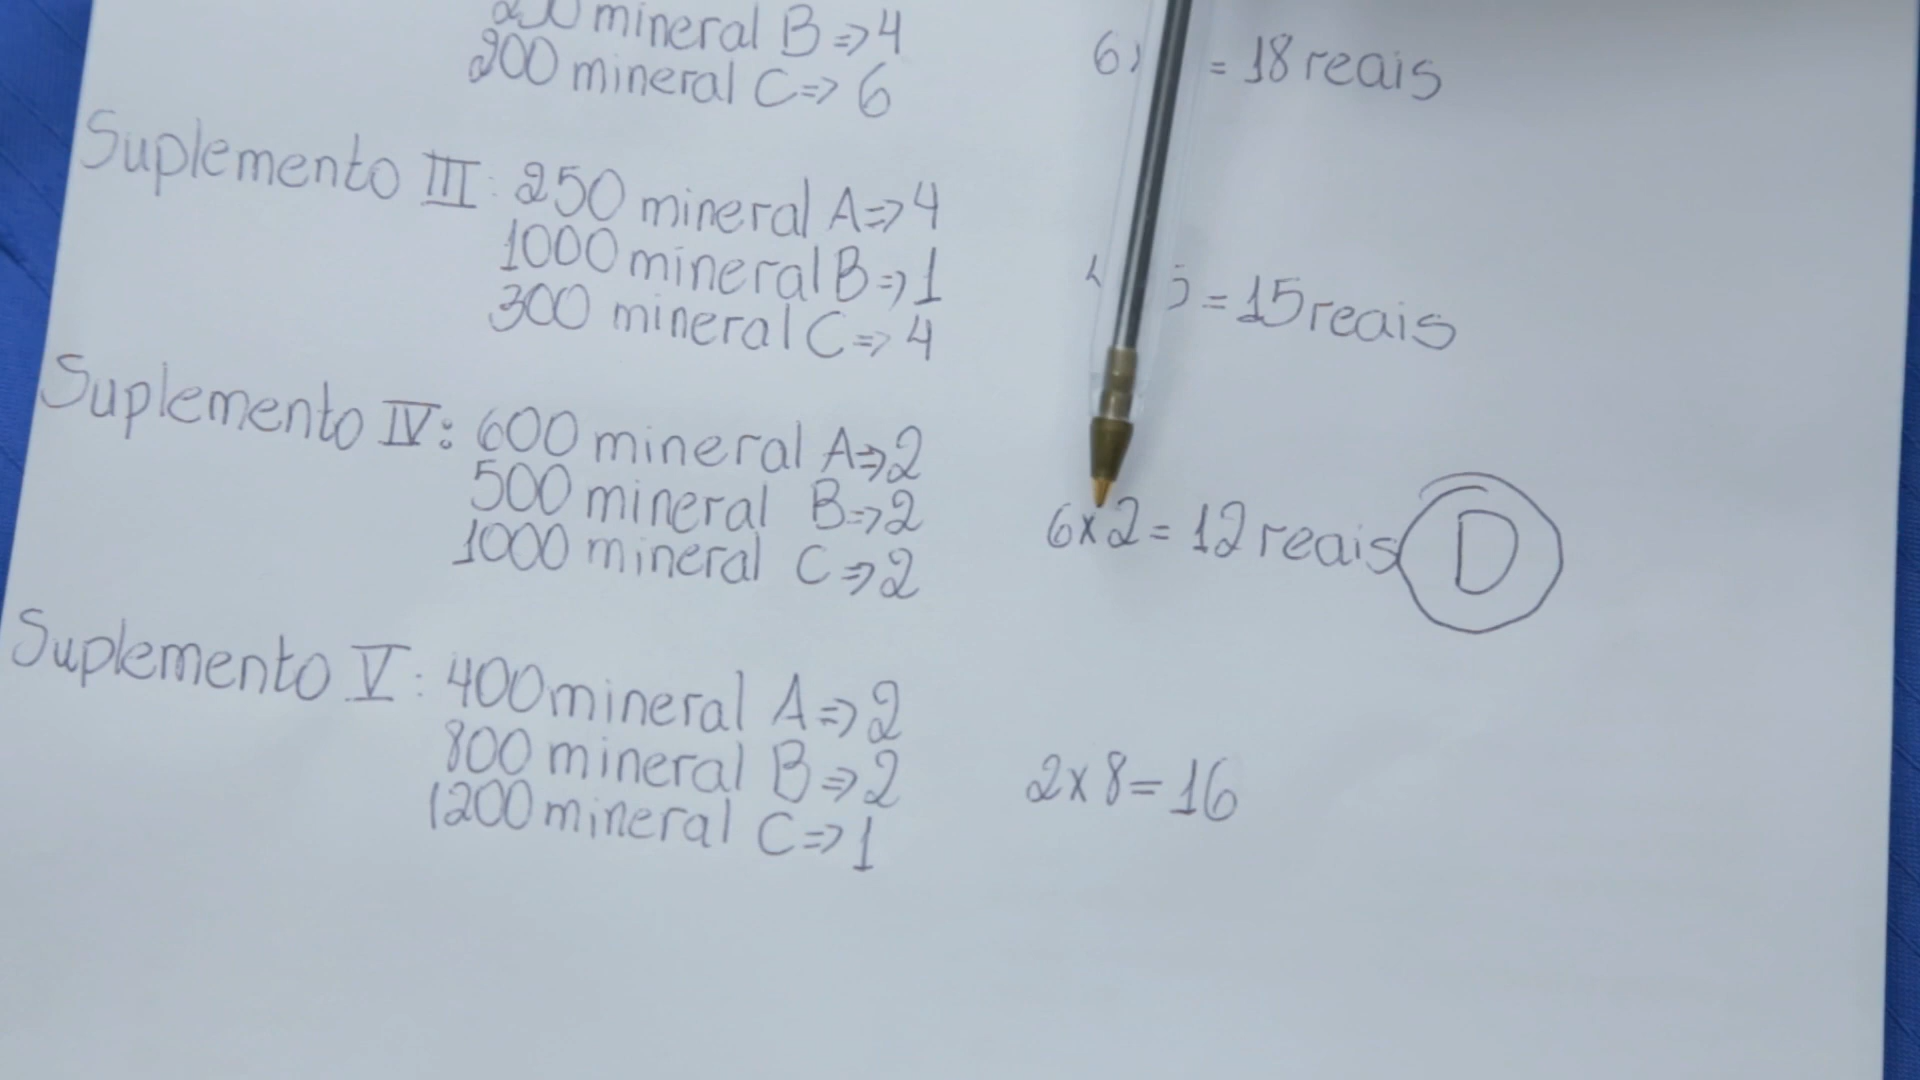 mineral B => 4
200 mineral C => 6
6 = 18 reais
Suplemento III: 250 mineral A => 4
1000 mineral B => 1
300 mineral C => 4
= 15 reais
Suplemento IV: 600 mineral A => 2
500 mineral B => 2
1000 mineral C => 2
6x2 = 12 reais D
Suplemento V: 400 mineral A => 2
800 mineral B => 2
1200 mineral C => 1
2x8 = 16